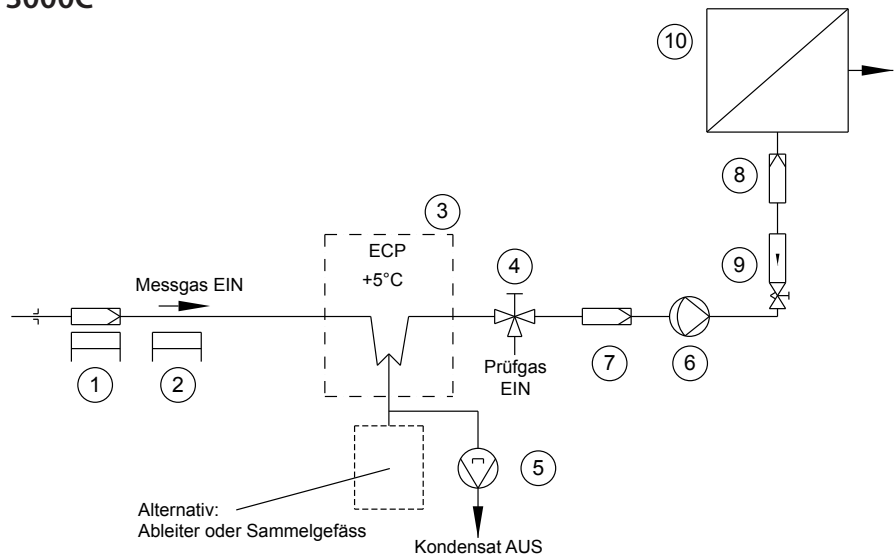 3000C
10
8
3
ECP
+5°C
4
9
Messgas EIN
Prüfgas
EIN
7
6
1
2
5
Alternativ:
Ableiter oder Sammelgefäss
Kondensat AUS